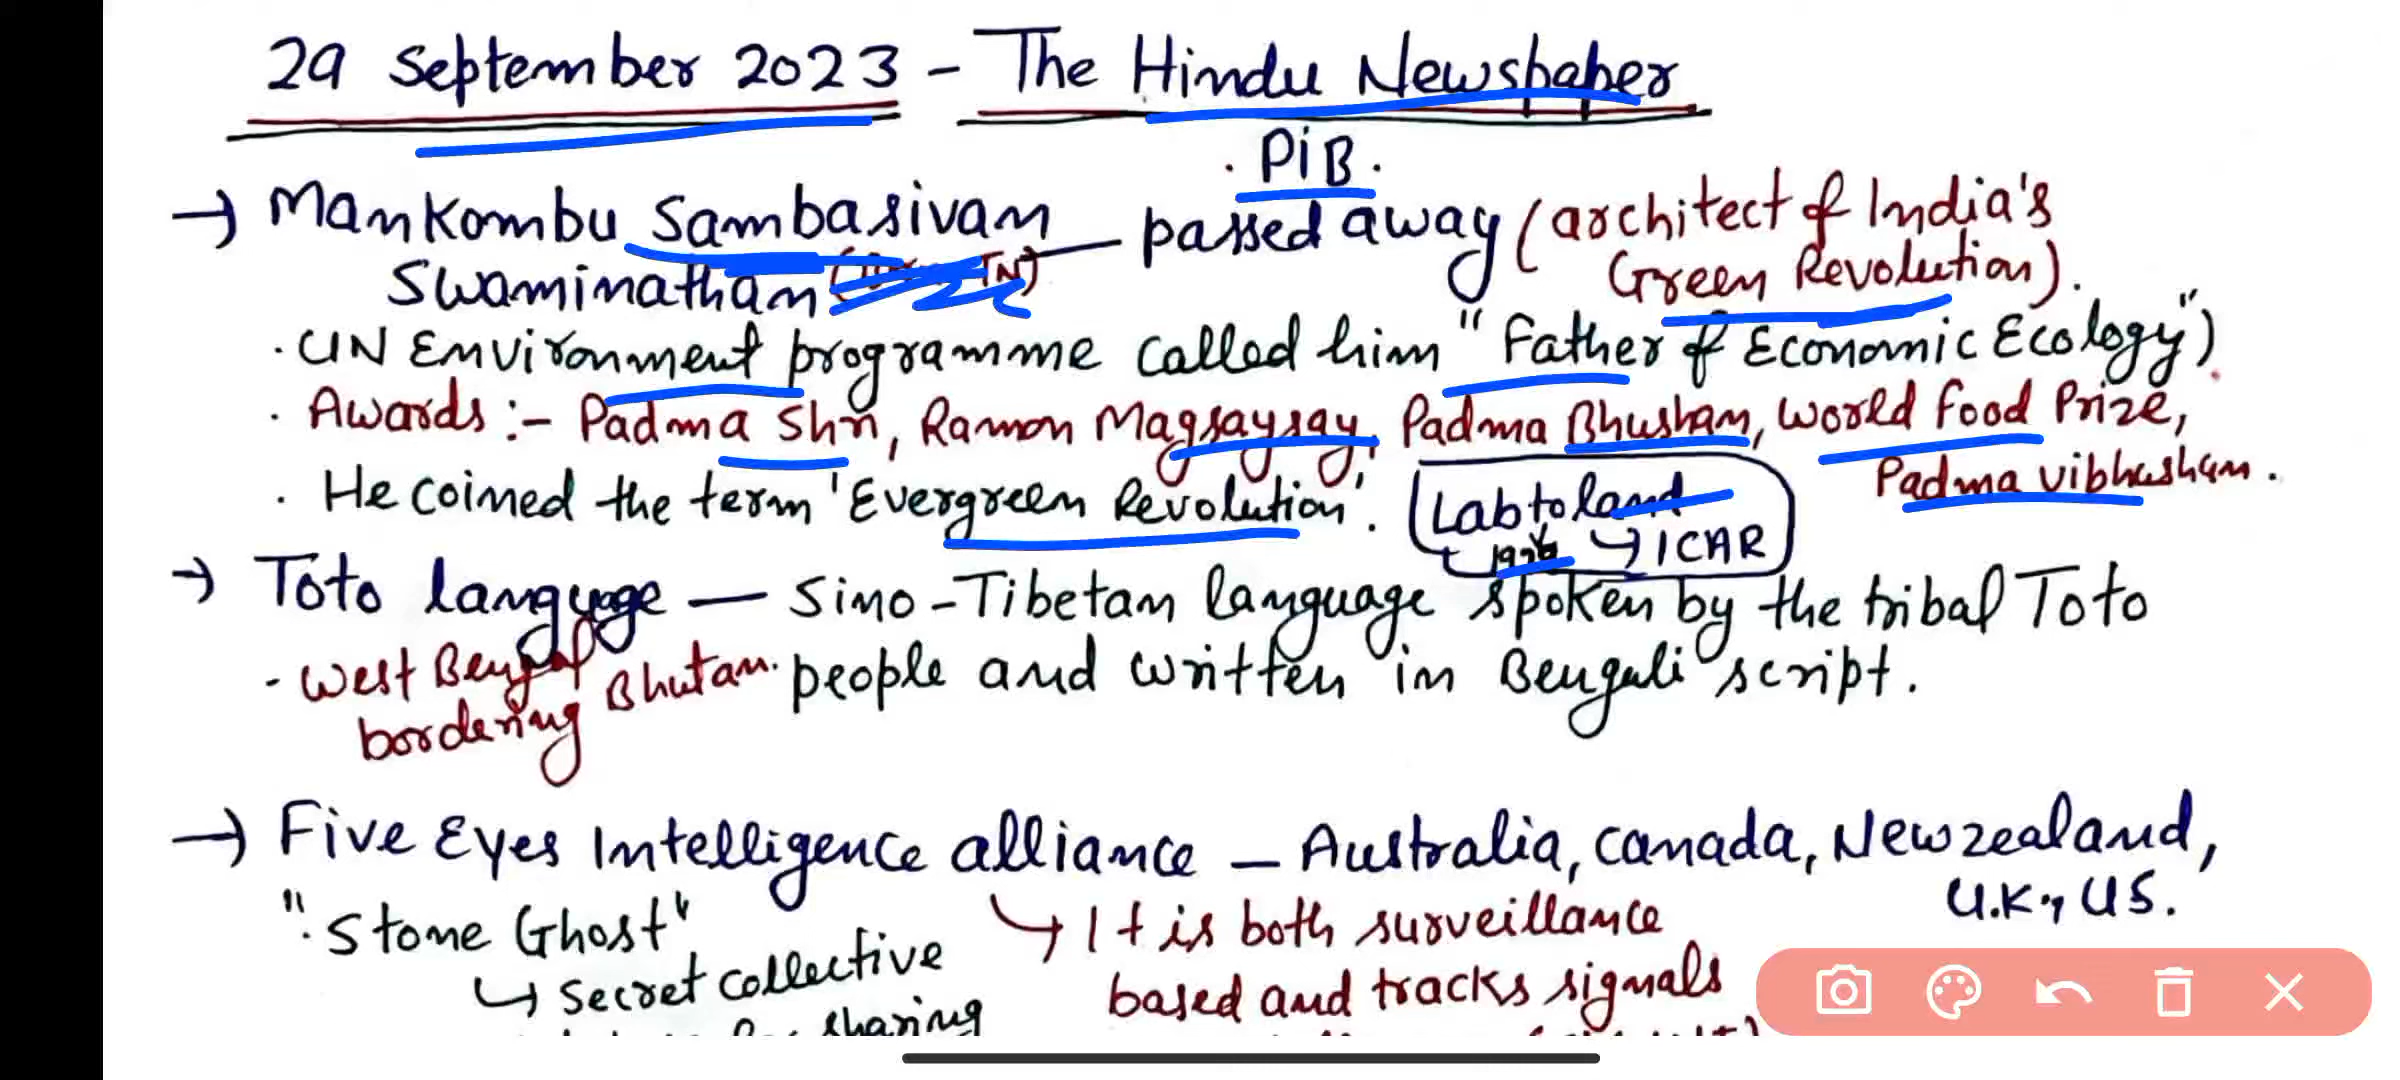 29 September 2023 - The Hindu Newspaper
. PiB.
→ Mankombu Sambasivan — passed away (architect of India's
Swaminathan TN) Green Revolution).
. UN Environment programme called him "Father of Economic Ecology")
. Awards :- Padma Shri, Ramon Magsaysay, Padma Bhushan, World Food Prize,
Padma Vibhushan.
. He coined the term 'Evergreen Revolution'. Lab to land
↳ ICAR
→ Toto language — Sino-Tibetan language spoken by the tribal Toto
people and written in Bengali script.
- West Bengal
bordering Bhutan.
→ Five Eyes Intelligence alliance — Australia, Canada, New zealand,
U.K., US.
"Stone Ghost" ↳ It is both surveillance
↳ Secret collective based and tracks signals
sharing